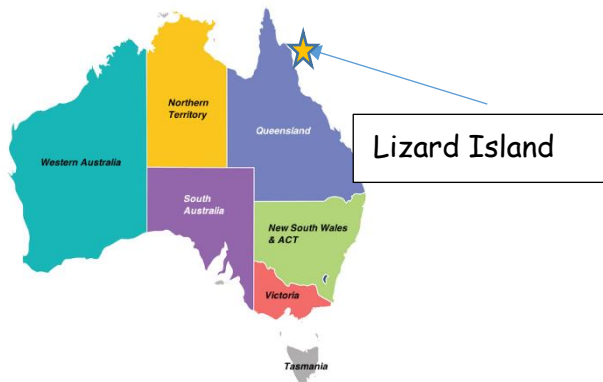 Northern
Territory
Queensland
Lizard Island
Western Australia
South
Australia
New South Wales
& ACT
Victoria
Tasmania